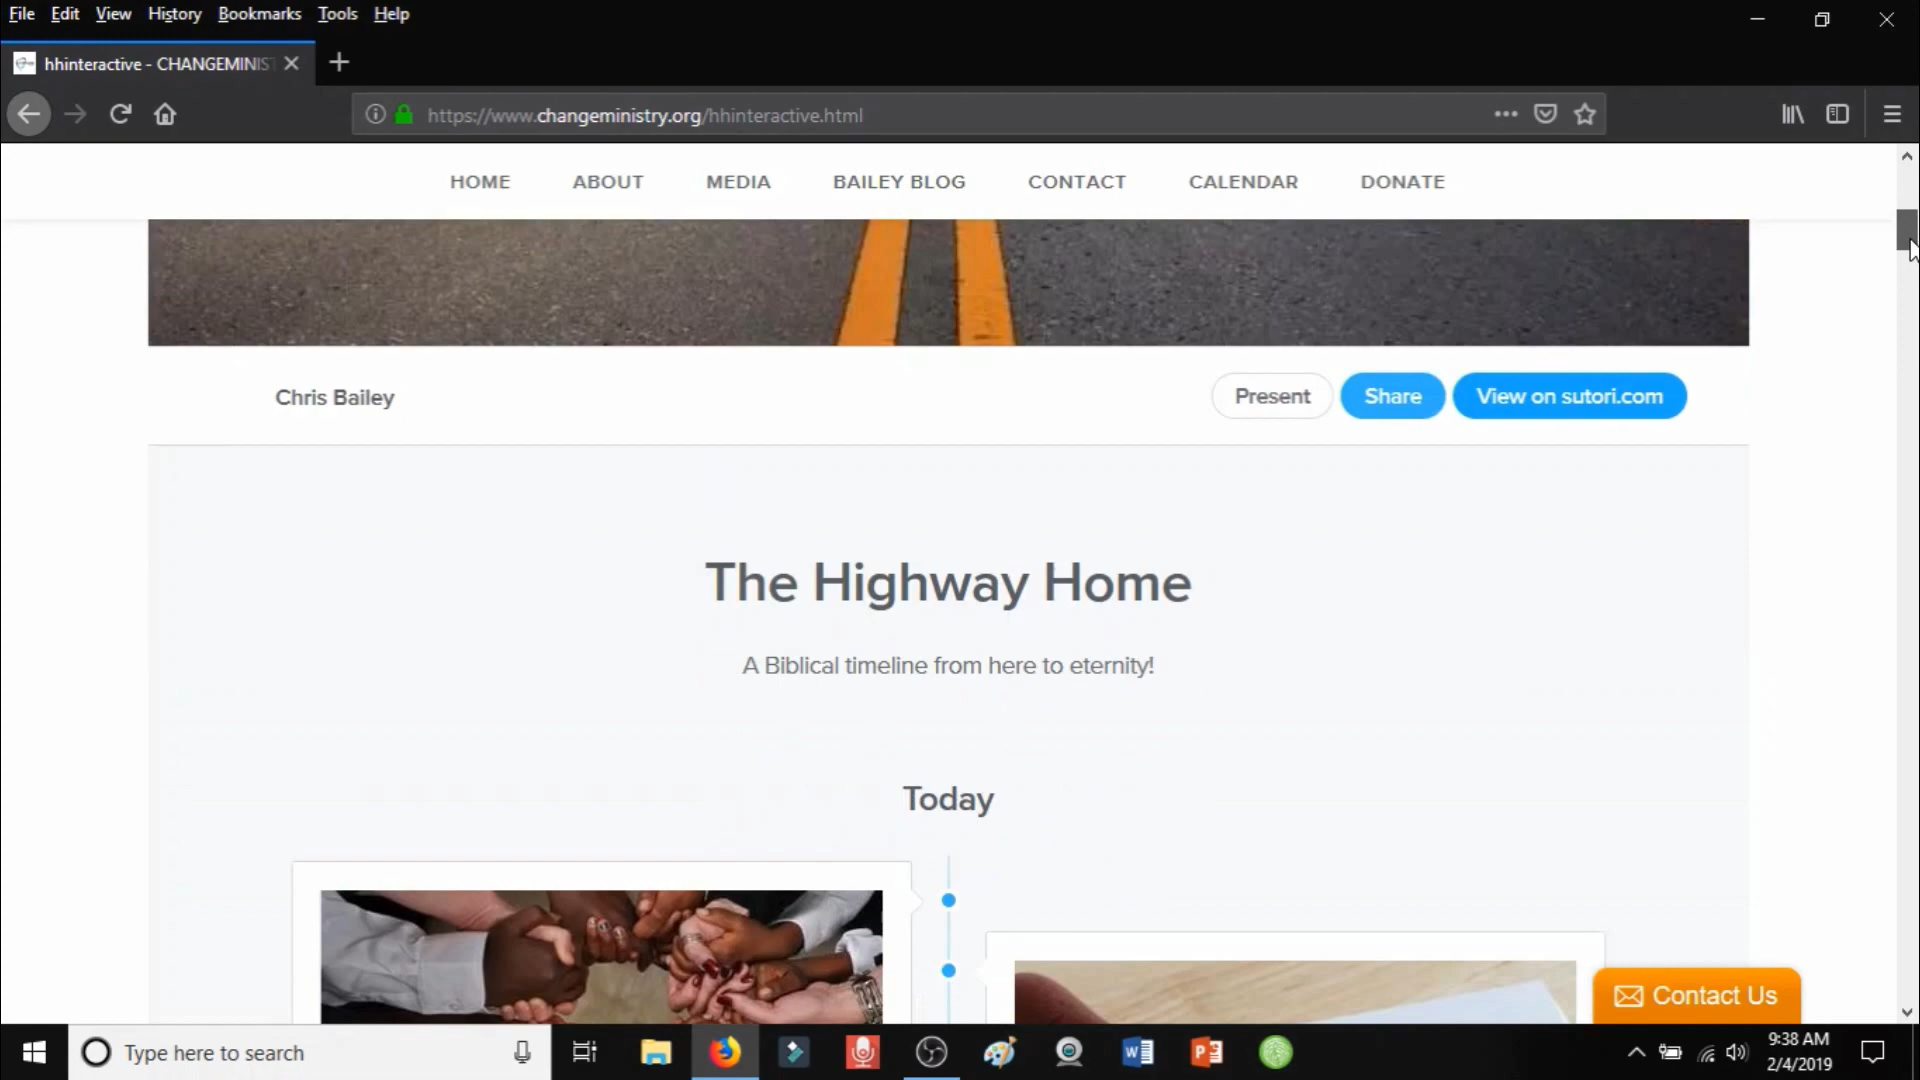 File Edit View History Bookmarks Tools Help
hhinteractive - CHANGEMINIST
https://www.changeministry.org/hhinteractive.html
HOME ABOUT MEDIA BAILEY BLOG CONTACT CALENDAR DONATE
Chris Bailey Present Share View on sutori.com
The Highway Home
A Biblical timeline from here to eternity!
Today
Contact Us
Type here to search
9:38 AM
2/4/2019